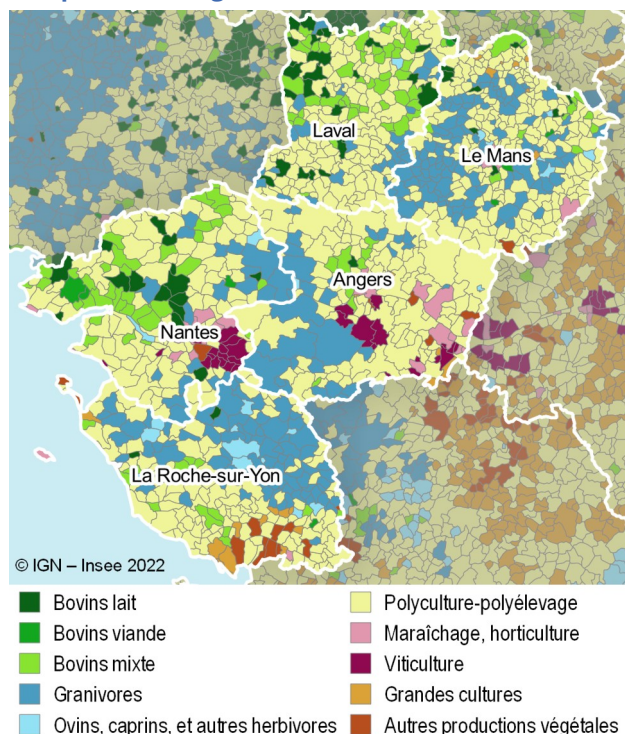 Laval
Le Mans
Angers
Nantes
La Roche-sur-Yon
© IGN – Insee 2022
Bovins lait
Bovins viande
Bovins mixte
Granivores
Ovins, caprins, et autres herbivores
Polyculture-polyélevage
Maraîchage, horticulture
Viticulture
Grandes cultures
Autres productions végétales